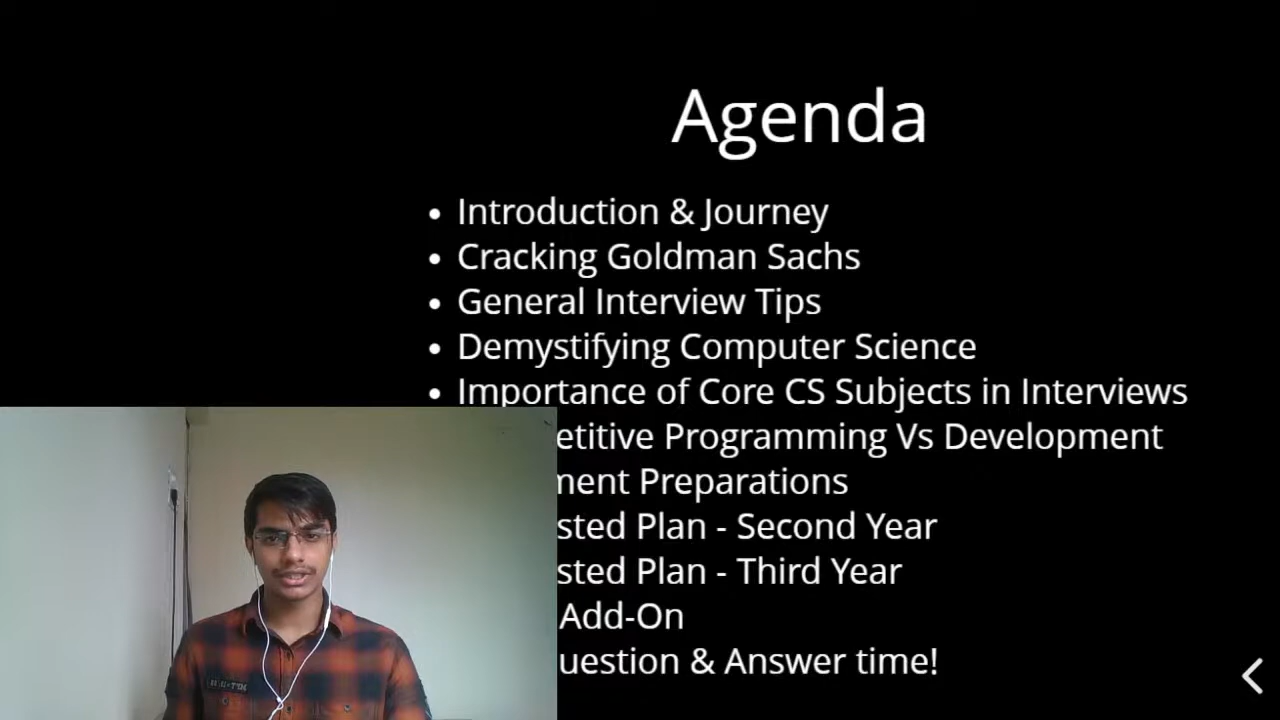 Agenda
Introduction & Journey
Cracking Goldman Sachs
General Interview Tips
Demystifying Computer Science
Importance of Core CS Subjects in Interviews
etitive Programming Vs Development
ment Preparations
sted Plan - Second Year
sted Plan - Third Year
Add-On
uestion & Answer time!